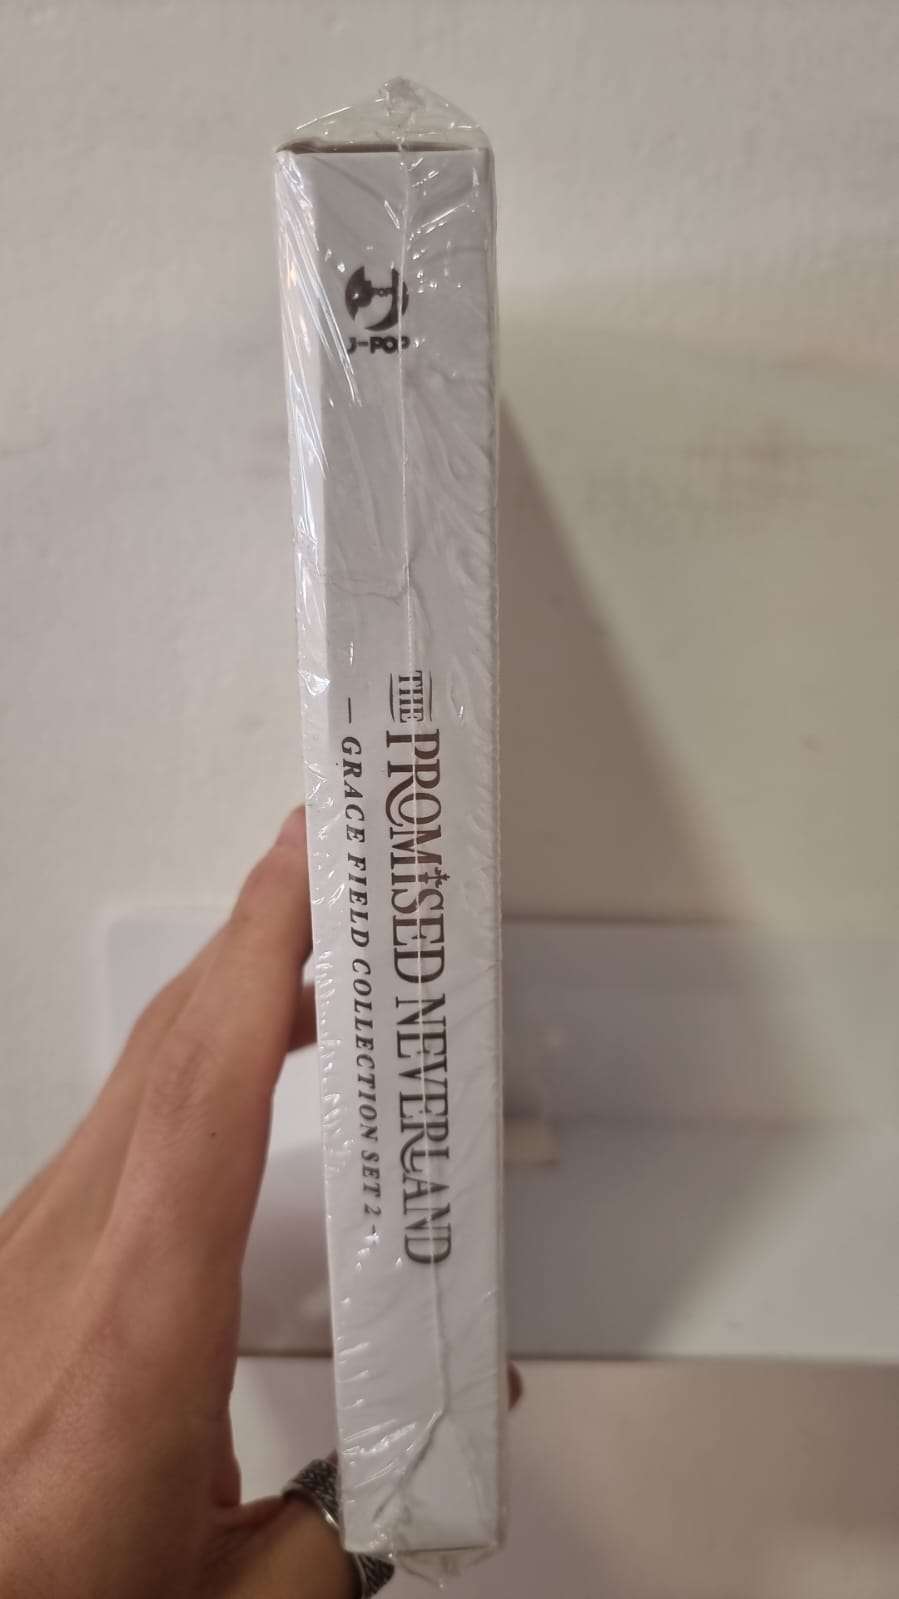 J-POP
THE PROMISED NEVERLAND
— GRACE FIELD COLLECTION SET 2 —